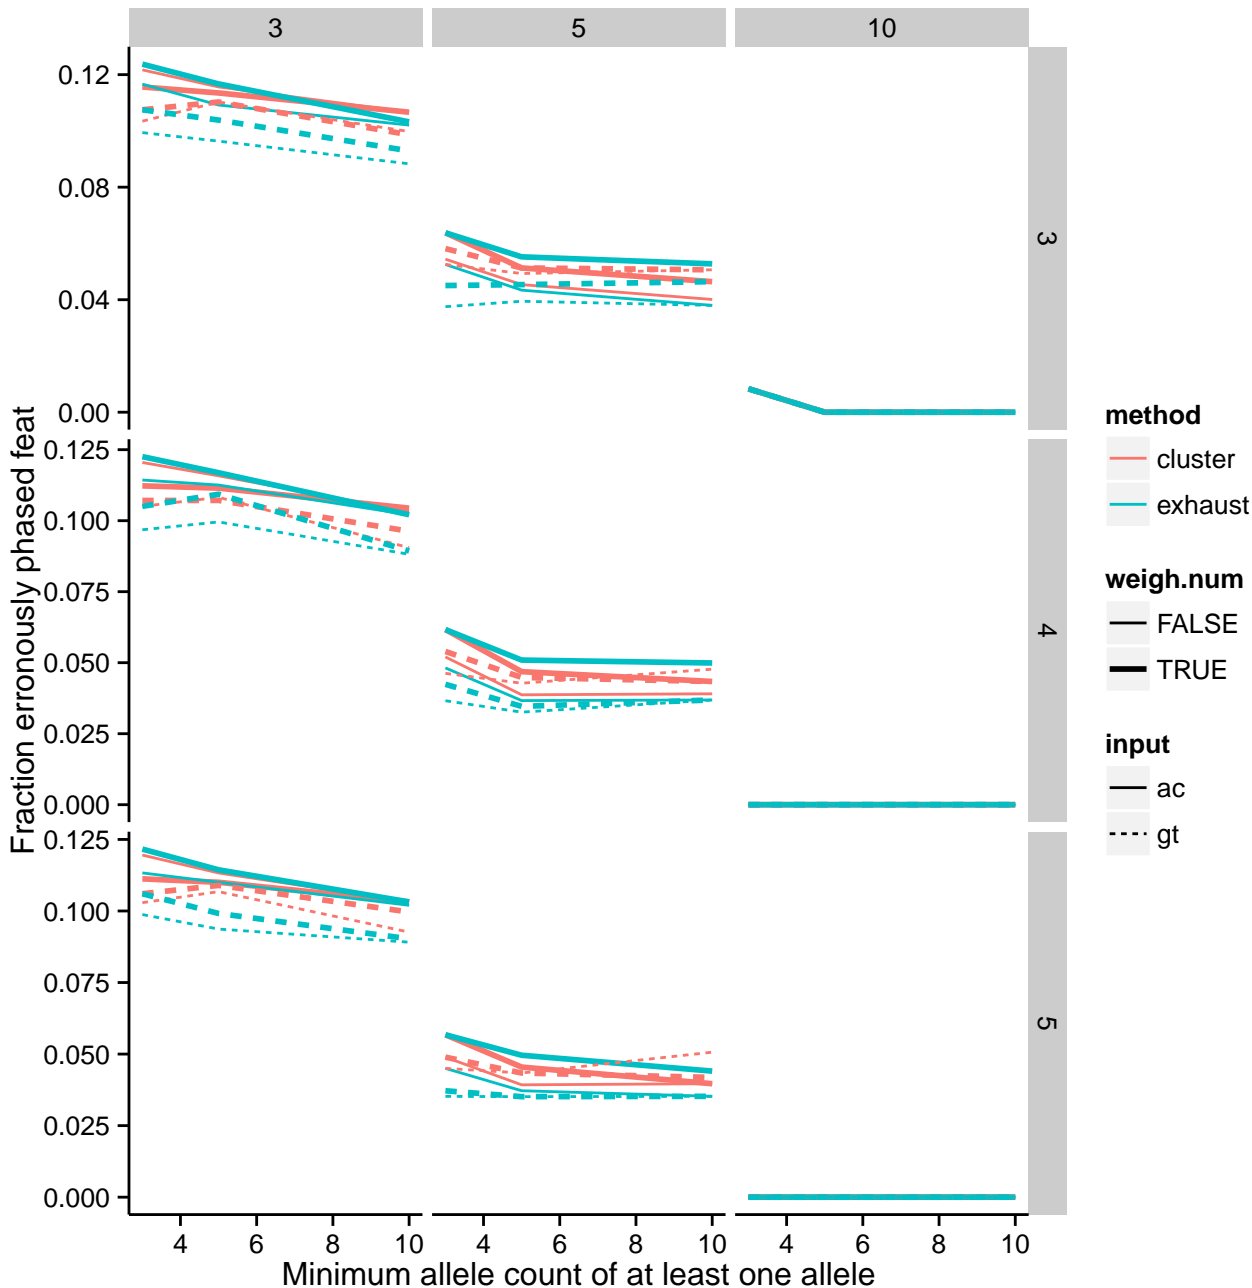 3 5 10
0.12
0.08
0.04
0.00
3
0.125
0.100
0.075
0.050
0.025
0.000
4
0.125
0.100
0.075
0.050
0.025
0.000
5
4 6 8 10 4 6 8 10 4 6 8 10
Minimum allele count of at least one allele
Fraction erronously phased feat
method
cluster
exhaust
weigh.num
FALSE
TRUE
input
ac
gt